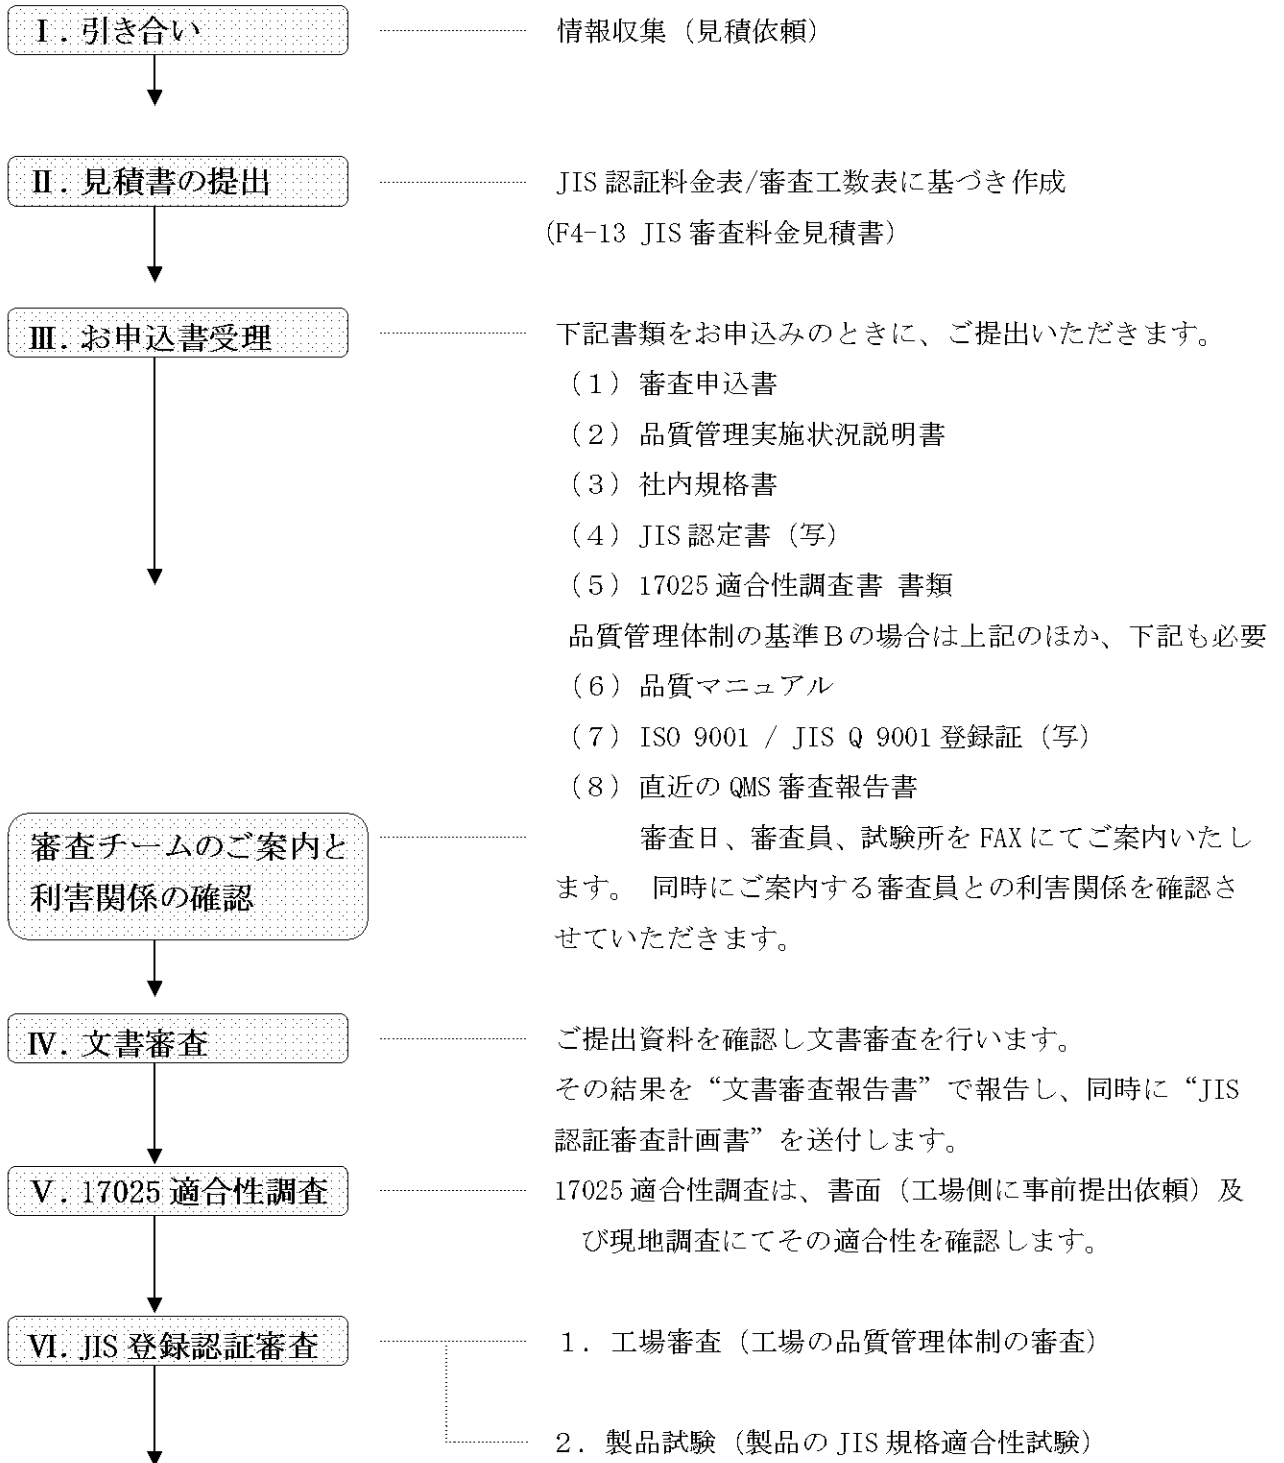 Ⅰ．引き合い
情報収集（見積依頼）
Ⅱ．見積書の提出
JIS 認証料金表/審査工数表に基づき作成
(F4-13 JIS 審査料金見積書）
Ⅲ．お申込書受理
下記書類をお申込みのときに、ご提出いただきます。
（１）審査申込書
（２）品質管理実施状況説明書
（３）社内規格書
（４）JIS 認定書（写）
（５）17025 適合性調査書 書類
品質管理体制の基準Ｂの場合は上記のほか、下記も必要
（６）品質マニュアル
（７）ISO 9001 / JIS Q 9001 登録証（写）
（８）直近の QMS 審査報告書
審査チームのご案内と
利害関係の確認
審査日、審査員、試験所を FAX にてご案内いたし
ます。 同時にご案内する審査員との利害関係を確認さ
せていただきます。
Ⅳ．文書審査
ご提出資料を確認し文書審査を行います。
その結果を“文書審査報告書”で報告し、同時に“JIS
認証審査計画書”を送付します。
Ⅴ．17025 適合性調査
17025 適合性調査は、書面（工場側に事前提出依頼）及
び現地調査にてその適合性を確認します。
Ⅵ．JIS 登録認証審査
１．工場審査（工場の品質管理体制の審査）
２．製品試験（製品の JIS 規格適合性試験）